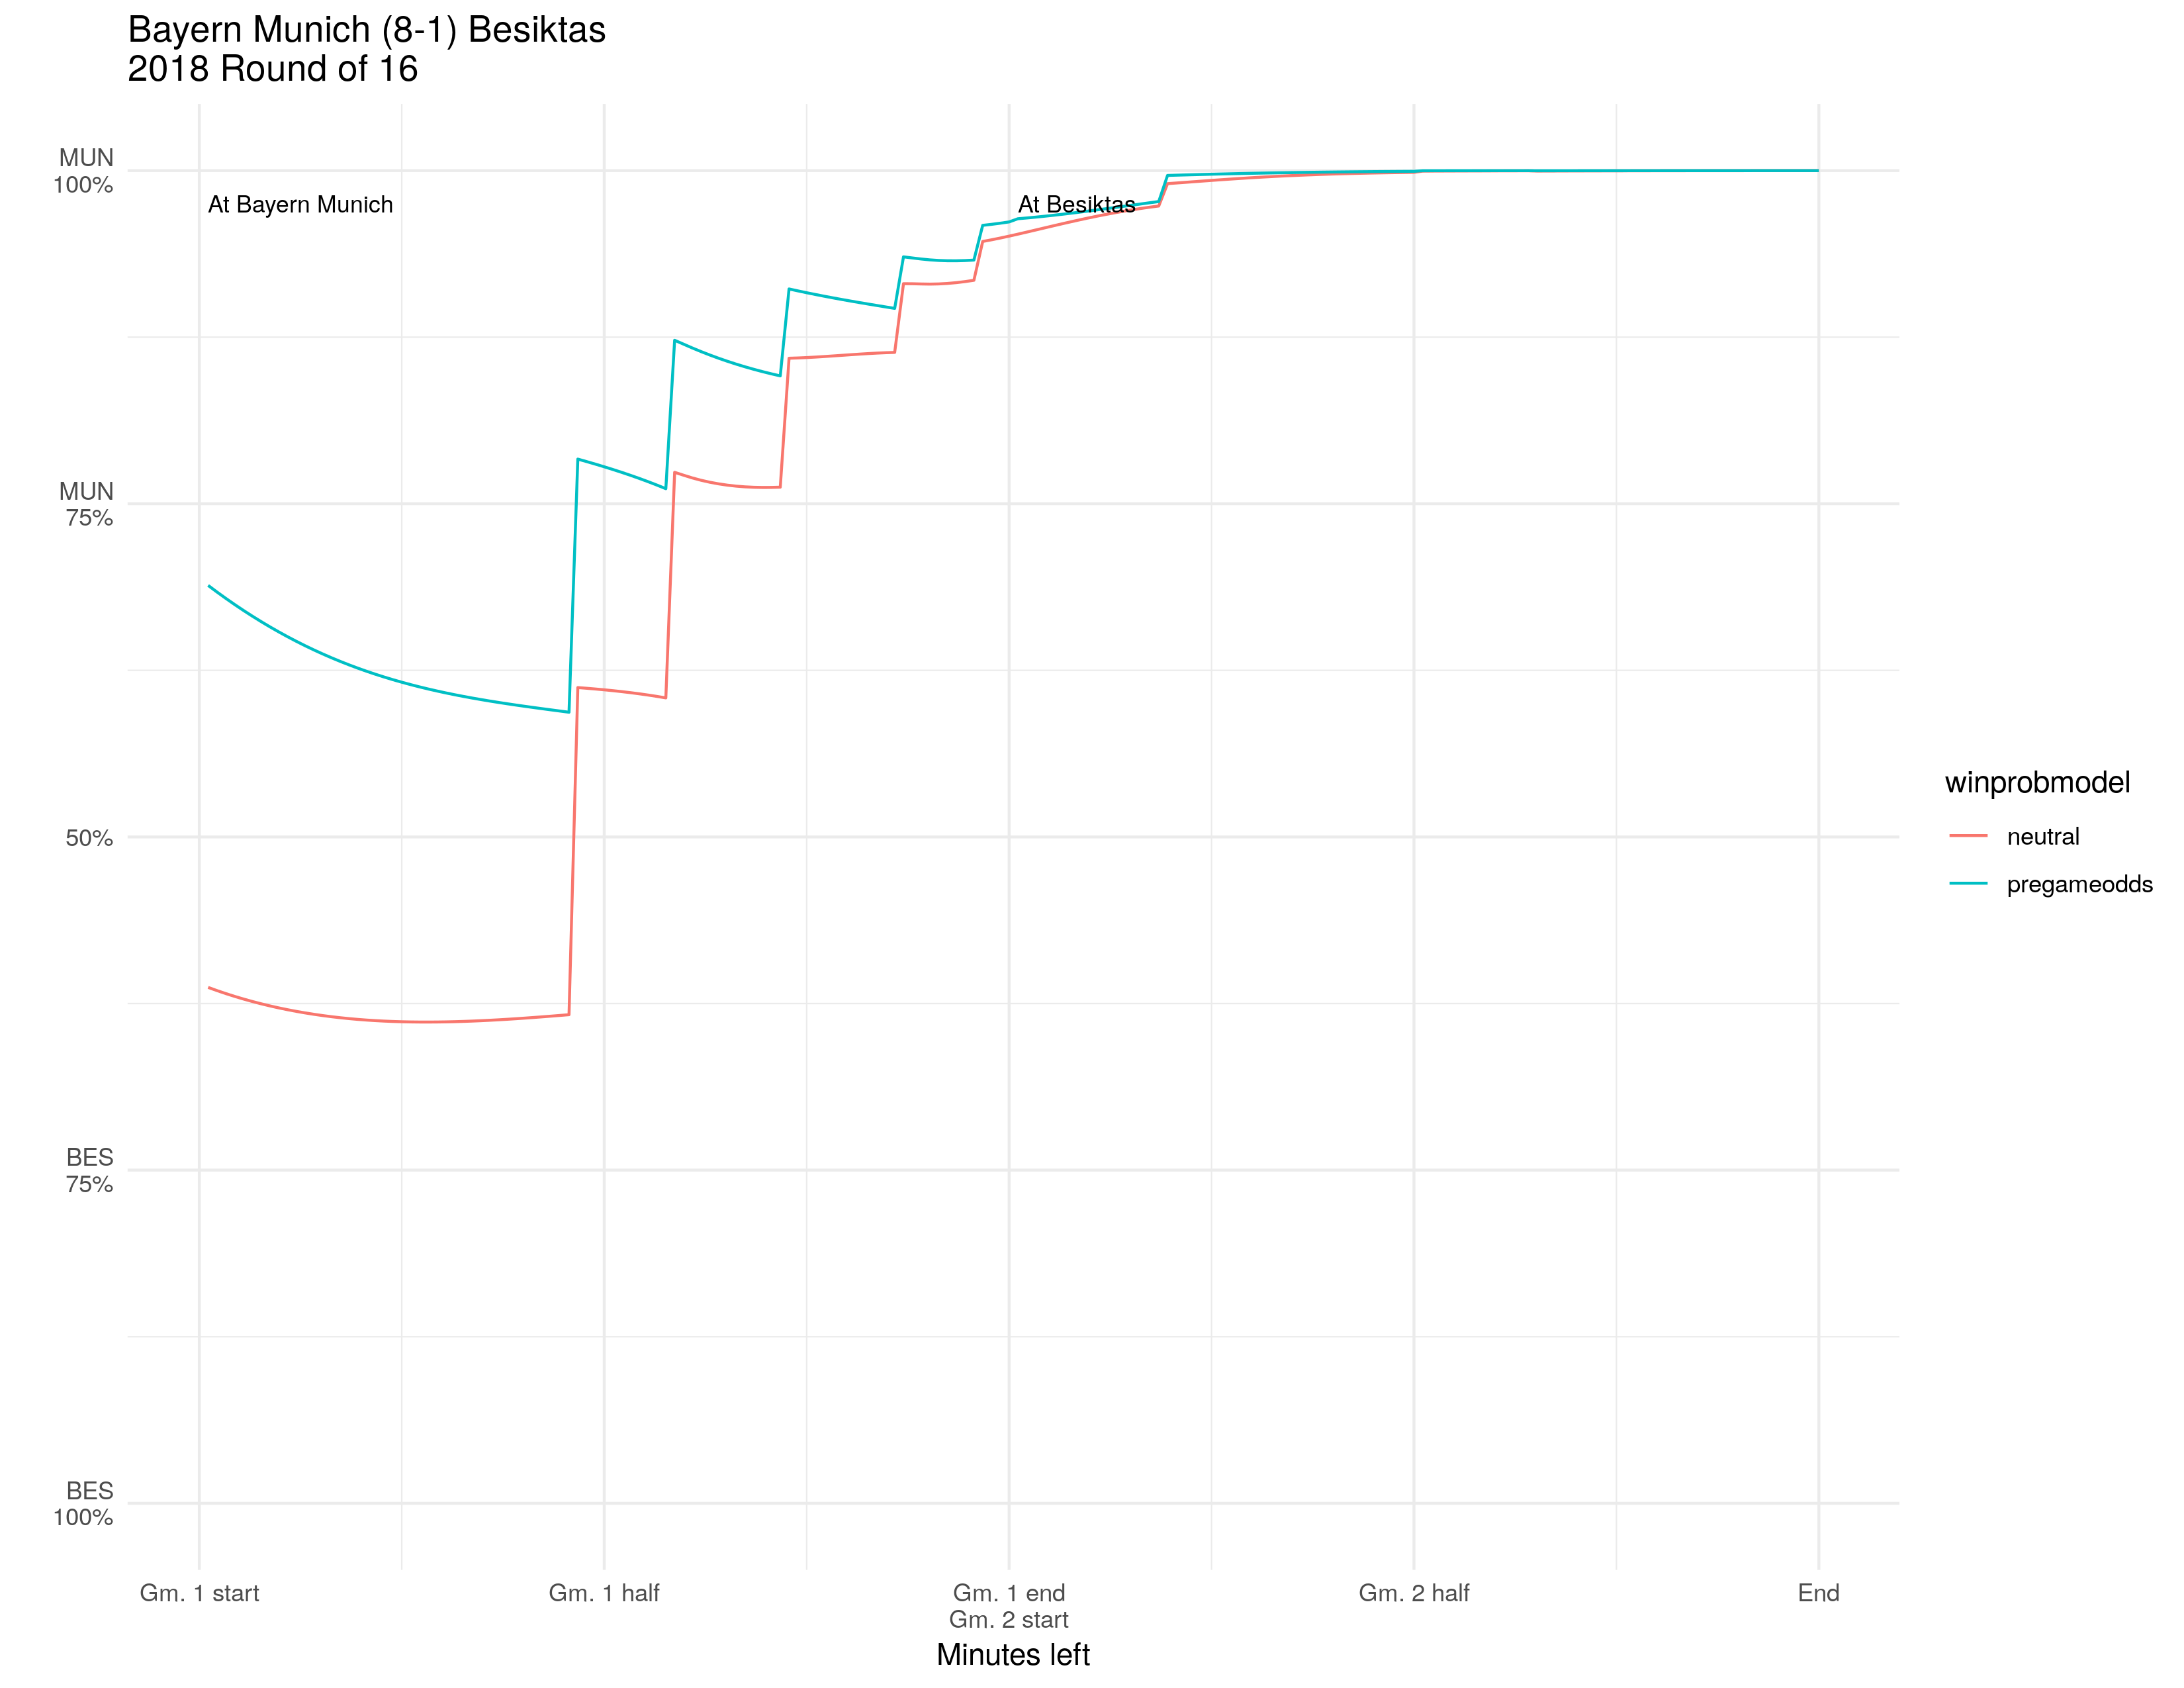 Bayern Munich (8-1) Besiktas
2018 Round of 16
MUN
100%
At Bayern Munich
At Besiktas
MUN
75%
50%
BES
75%
BES
100%
winprobmodel
neutral
pregameodds
Gm. 1 start
Gm. 1 half
Gm. 1 end
Gm. 2 start
Gm. 2 half
End
Minutes left